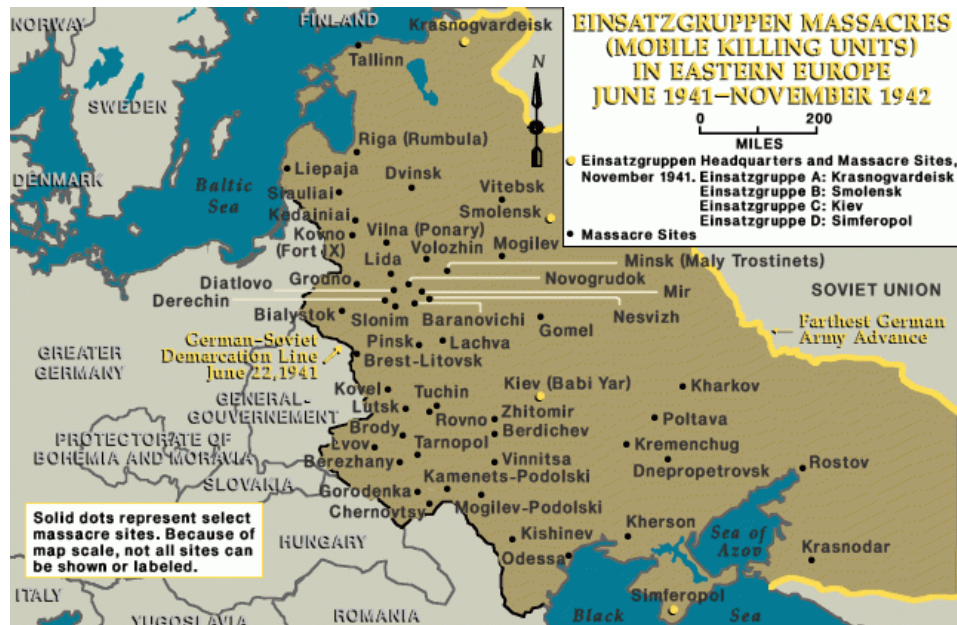 NORWAY
FINLAND
Krasnogvardeisk
EINSATZGRUPPEN MASSACRES
(MOBILE KILLING UNITS)
IN EASTERN EUROPE
JUNE 1941–NOVEMBER 1942
0 200
MILES
Einsatzgruppen Headquarters and Massacre Sites,
November 1941. Einsatzgruppe A: Krasnogvardeisk
Einsatzgruppe B: Smolensk
Einsatzgruppe C: Kiev
Einsatzgruppe D: Simferopol
Massacre Sites
N
Tallinn
SWEDEN
DENMARK
Baltic
Sea
Riga (Rumbula)
Liepaja
Dvinsk
Siauliai
Vitebsk
Smolensk
Kedainiai
Kovno
(Fort IX)
Vilna (Ponary)
Volozhin
Mogilev
Lida
Minsk (Maly Trostinets)
Diatlovo
Grodno
Novogrudok
Derechin
Mir
SOVIET UNION
Bialystok
Slonim
Baranovichi
Gomel
Nesvizh
Farthest German
Army Advance
German–Soviet
Demarcation Line
June 22, 1941
Pinsk
Lachva
Brest-Litovsk
GREATER
GERMANY
Kovel
Tuchin
Kiev (Babi Yar)
Kharkov
GENERAL-
GOUVERNEMENT
Lutsk
Rovno
Zhitomir
Poltava
Brody
Berdichev
PROTECTORATE OF
BOHEMIA AND MORAVIA
Lvov
Tarnopol
Kremenchug
Berezhany
Vinnitsa
Dnepropetrovsk
Rostov
SLOVAKIA
Kamenets-Podolski
Gorodenka
Chernovtsy
Mogilev-Podolski
Solid dots represent select
massacre sites. Because of
map scale, not all sites can
be shown or labeled.
HUNGARY
Kishinev
Kherson
Sea of
Azov
Odessa
Krasnodar
ITALY
YUGOSLAVIA
ROMANIA
Simferopol
Black
Sea